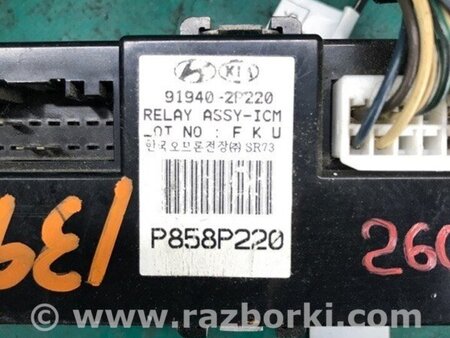 KIA
91940-2P220
RELAY ASSY-ICM
LOT NO : F K U
한국오므론전장㈜ SR73
P858P220
139
260
www.razborki.com